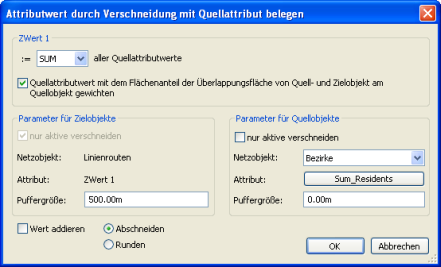 Attributwert durch Verschneidung mit Quellattribut belegen
ZWert 1
:= SUM aller Quellattributwerte
Quellattributwert mit dem Flächenanteil der Überlappungsfläche von Quell- und Zielobjekt am
Quellobjekt gewichten
Parameter für Zielobjekte
nur aktive verschneiden
Netzobjekt: Linienrouten
Attribut: ZWert 1
Puffergröße: 500.00m
Parameter für Quellobjekte
nur aktive verschneiden
Netzobjekt: Bezirke
Attribut: Sum_Residents
Puffergröße: 0.00m
Wert addieren
Abschneiden
Runden
OK
Abbrechen